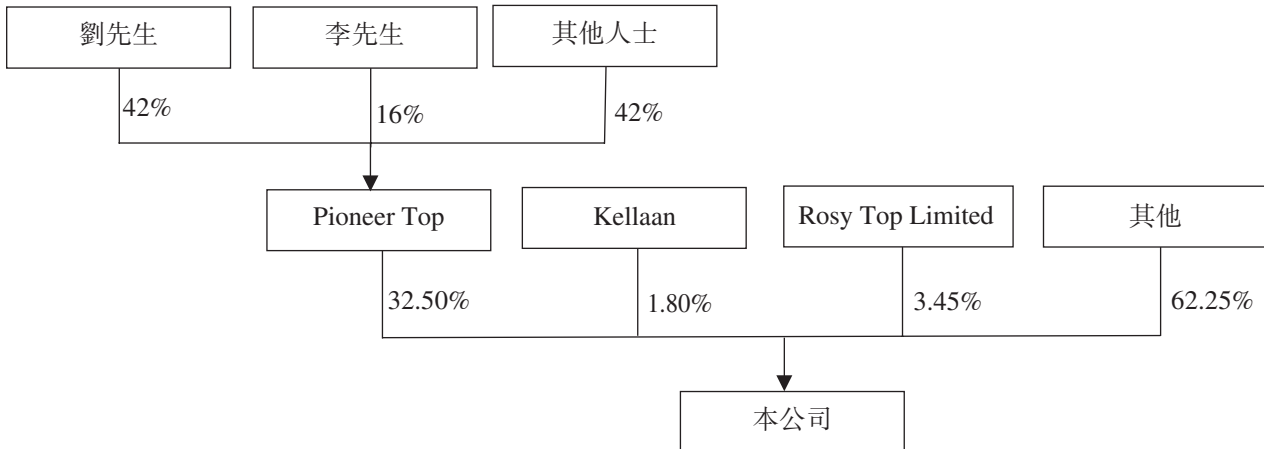 劉先生
李先生
其他人士
42%
16%
42%
Pioneer Top
Kellaan
Rosy Top Limited
其他
32.50%
1.80%
3.45%
62.25%
本公司